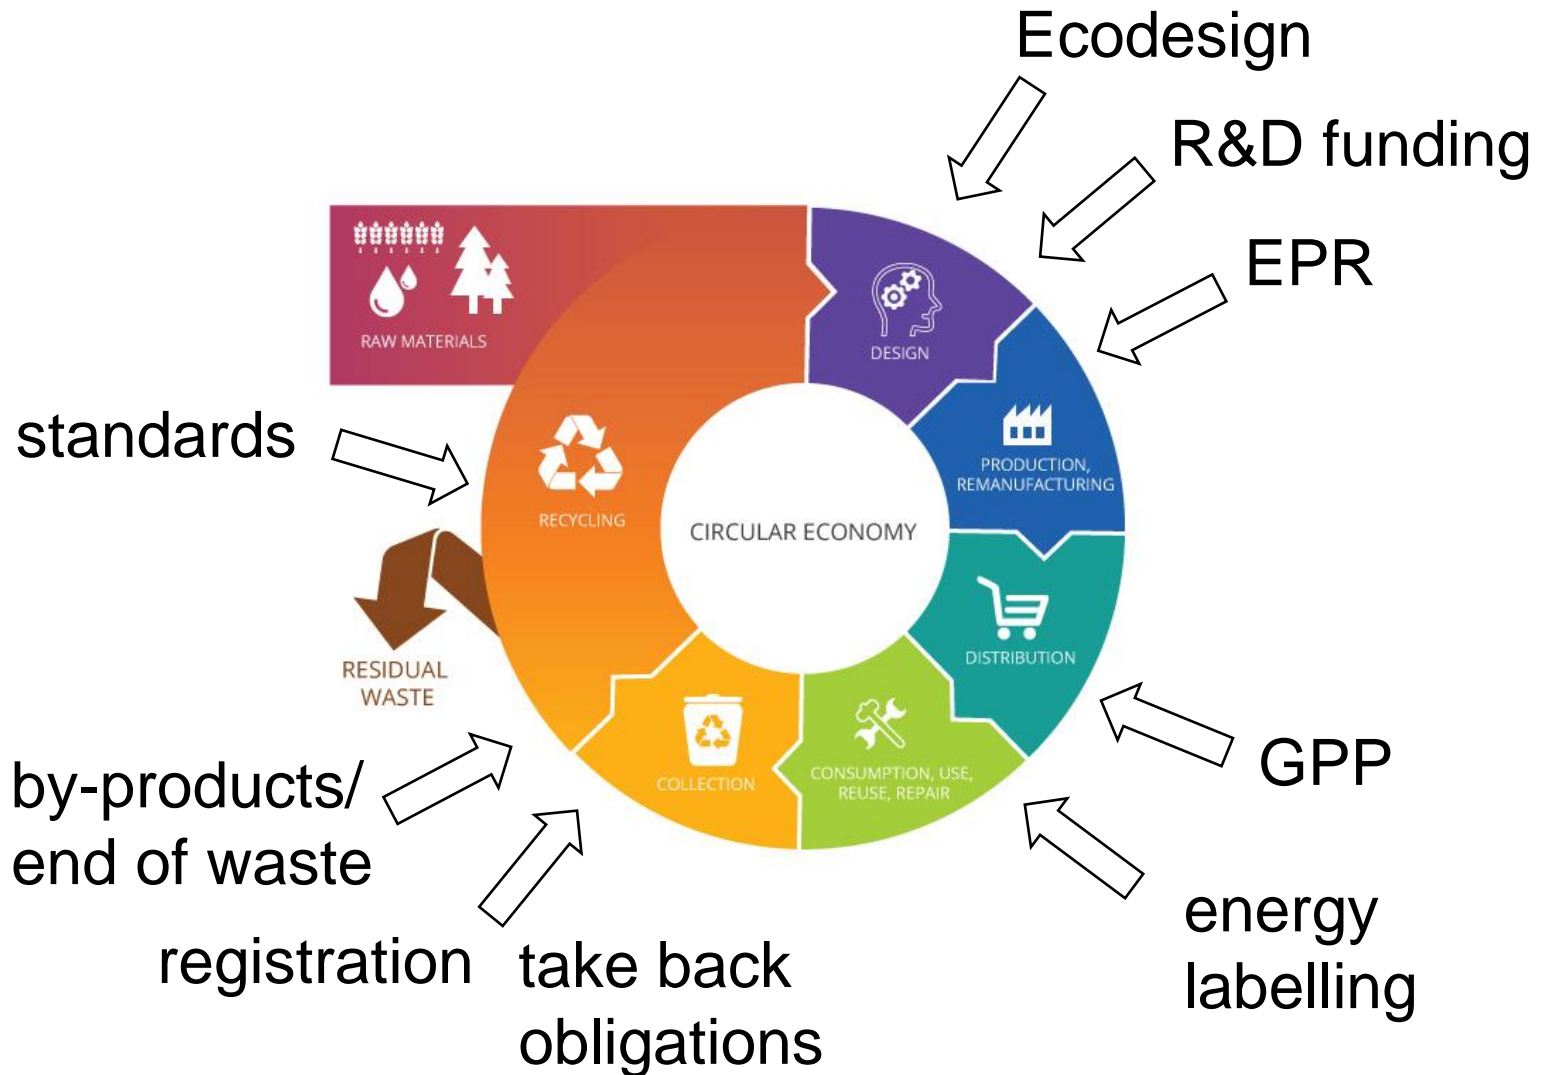 Ecodesign
R&D funding
EPR
RAW MATERIALS
DESIGN
standards
PRODUCTION,
REMANUFACTURING
RECYCLING
CIRCULAR ECONOMY
RESIDUAL
WASTE
DISTRIBUTION
by-products/
end of waste
COLLECTION
CONSUMPTION, USE,
REUSE, REPAIR
GPP
registration
take back
obligations
energy
labelling